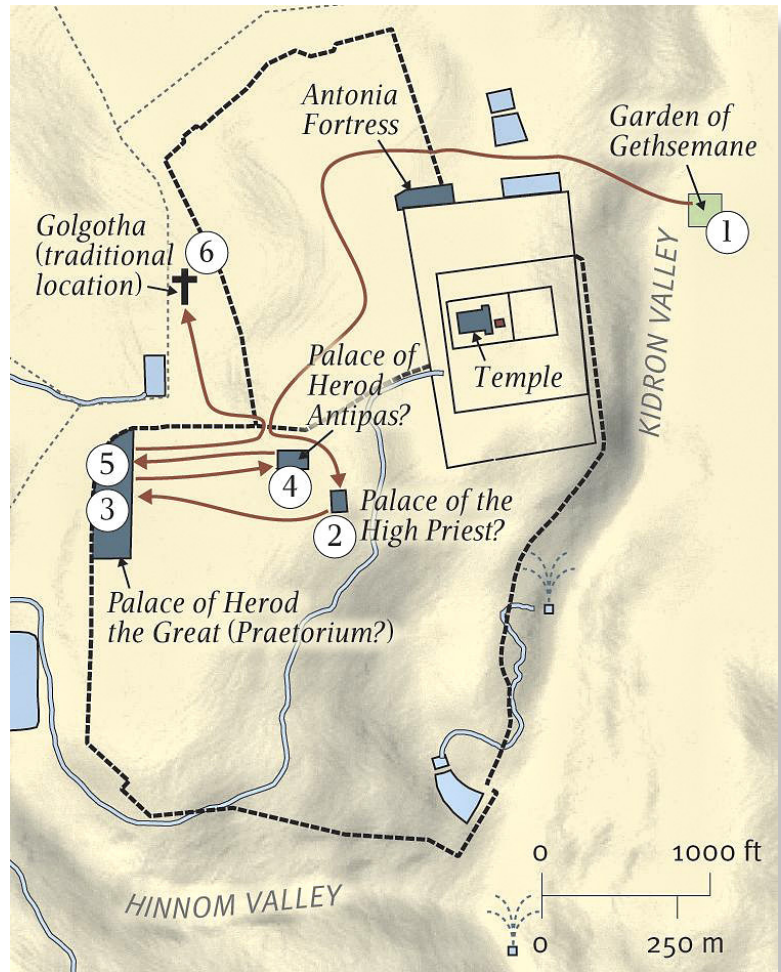 Antonia
Fortress
Garden of
Gethsemane
1
Golgotha
(traditional
location)
6
KIDRON VALLEY
Palace of
Herod
Antipas?
Temple
5
4
3
2
Palace of the
High Priest?
Palace of Herod
the Great (Praetorium?)
HINNOM VALLEY
0 1000 ft
0 250 m